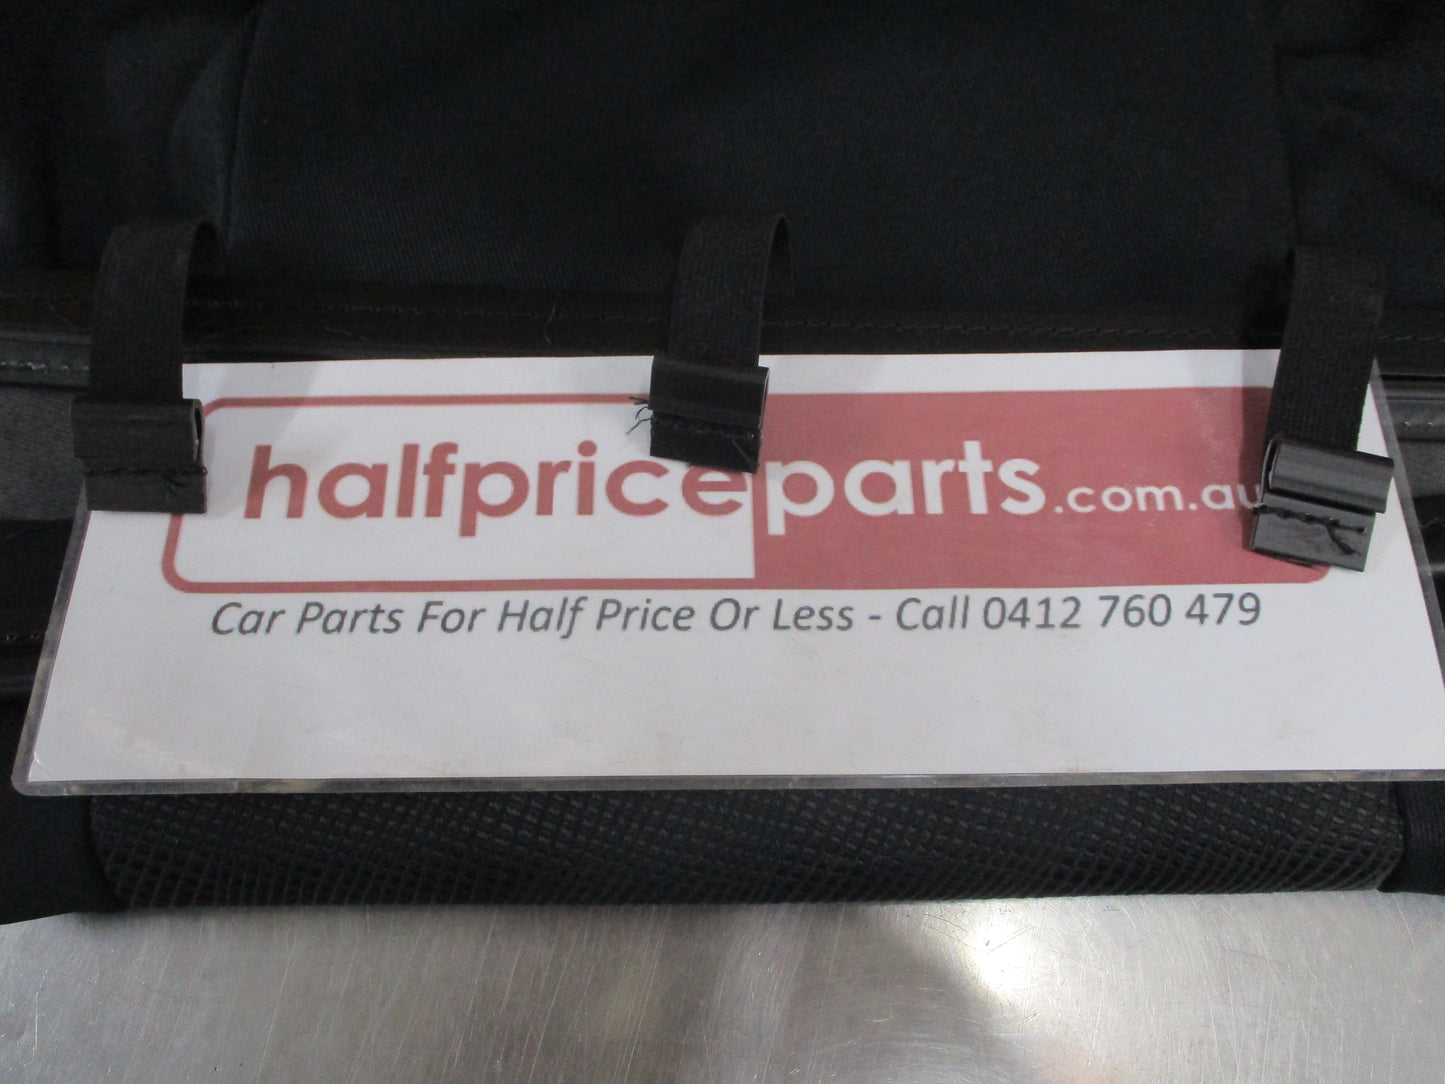 halfpriceparts.com.au
Car Parts For Half Price Or Less - Call 0412 760 479